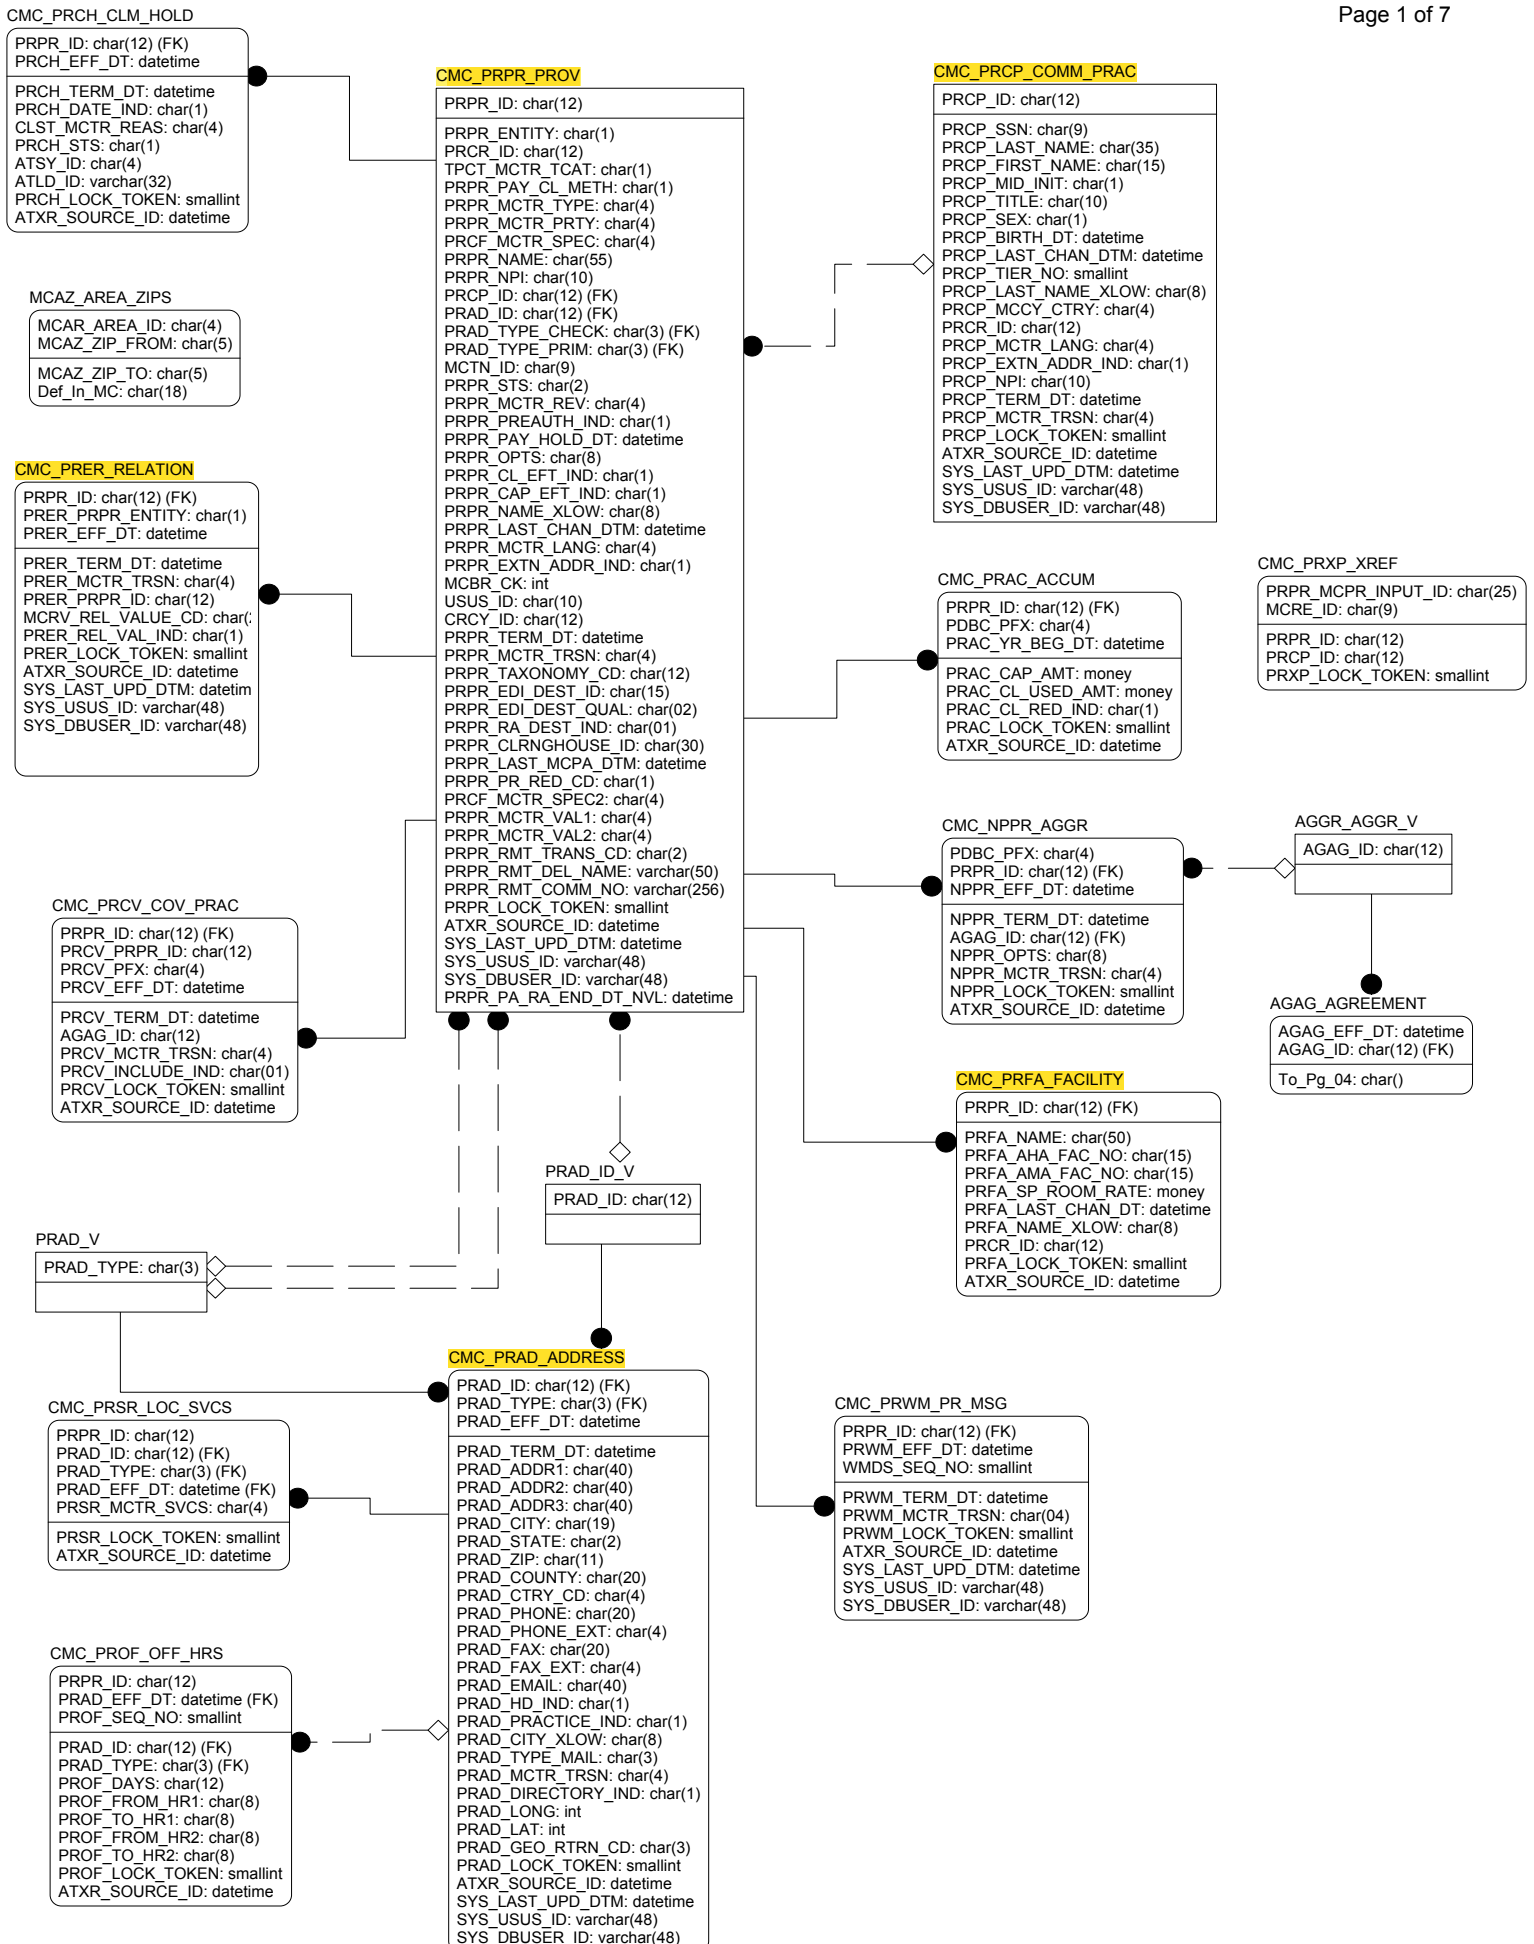 Page 1 of 7
CMC_PRCH_CLM_HOLD
PRPR_ID: char(12) (FK)
PRCH_EFF_DT: datetime
PRCH_TERM_DT: datetime
PRCH_DATE_IND: char(1)
CLST_MCTR_REAS: char(4)
PRCH_STS: char(1)
ATSY_ID: char(4)
ATLD_ID: varchar(32)
PRCH_LOCK_TOKEN: smallint
ATXR_SOURCE_ID: datetime
MCAZ_AREA_ZIPS
MCAR_AREA_ID: char(4)
MCAZ_ZIP_FROM: char(5)
MCAZ_ZIP_TO: char(5)
Def_In_MC: char(18)
CMC_PRER_RELATION
PRPR_ID: char(12) (FK)
PRER_PRPR_ENTITY: char(1)
PRER_EFF_DT: datetime
PRER_TERM_DT: datetime
PRER_MCTR_TRSN: char(4)
PRER_PRPR_ID: char(12)
MCRV_REL_VALUE_CD: char(
PRER_REL_VAL_IND: char(1)
PRER_LOCK_TOKEN: smallint
ATXR_SOURCE_ID: datetime
SYS_LAST_UPD_DTM: datetim
SYS_USUS_ID: varchar(48)
SYS_DBUSER_ID: varchar(48)
CMC_PRCV_COV_PRAC
PRPR_ID: char(12) (FK)
PRCV_PRPR_ID: char(12)
PRCV_PFX: char(4)
PRCV_EFF_DT: datetime
PRCV_TERM_DT: datetime
AGAG_ID: char(12)
PRCV_MCTR_TRSN: char(4)
PRCV_INCLUDE_IND: char(01)
PRCV_LOCK_TOKEN: smallint
ATXR_SOURCE_ID: datetime
PRAD_V
PRAD_TYPE: char(3)
CMC_PRSR_LOC_SVCS
PRPR_ID: char(12)
PRAD_ID: char(12) (FK)
PRAD_TYPE: char(3) (FK)
PRAD_EFF_DT: datetime (FK)
PRSR_MCTR_SVCS: char(4)
PRSR_LOCK_TOKEN: smallint
ATXR_SOURCE_ID: datetime
CMC_PROF_OFF_HRS
PRPR_ID: char(12)
PRAD_EFF_DT: datetime (FK)
PROF_SEQ_NO: smallint
PRAD_ID: char(12) (FK)
PRAD_TYPE: char(3) (FK)
PROF_DAYS: char(12)
PROF_FROM_HR1: char(8)
PROF_TO_HR1: char(8)
PROF_FROM_HR2: char(8)
PROF_TO_HR2: char(8)
PROF_LOCK_TOKEN: smallint
ATXR_SOURCE_ID: datetime
CMC_PRPR_PROV
PRPR_ID: char(12)
PRPR_ENTITY: char(1)
PRCR_ID: char(12)
TPCT_MCTR_TCAT: char(1)
PRPR_PAY_CL_METH: char(1)
PRPR_MCTR_TYPE: char(4)
PRPR_MCTR_PRTY: char(4)
PRCF_MCTR_SPEC: char(4)
PRPR_NAME: char(55)
PRPR_NPI: char(10)
PRCP_ID: char(12) (FK)
PRAD_ID: char(12) (FK)
PRAD_TYPE_CHECK: char(3) (FK)
PRAD_TYPE_PRIM: char(3) (FK)
MCTN_ID: char(9)
PRPR_STS: char(2)
PRPR_MCTR_REV: char(4)
PRPR_PREAUTH_IND: char(1)
PRPR_PAY_HOLD_DT: datetime
PRPR_OPTS: char(8)
PRPR_CL_EFT_IND: char(1)
PRPR_CAP_EFT_IND: char(1)
PRPR_NAME_XLOW: char(8)
PRPR_LAST_CHAN_DTM: datetime
PRPR_MCTR_LANG: char(4)
PRPR_EXTN_ADDR_IND: char(1)
MCBR_CK: int
USUS_ID: char(10)
CRCY_ID: char(12)
PRPR_TERM_DT: datetime
PRPR_MCTR_TRSN: char(4)
PRPR_TAXONOMY_CD: char(12)
PRPR_EDI_DEST_ID: char(15)
PRPR_EDI_DEST_QUAL: char(02)
PRPR_RA_DEST_IND: char(01)
PRPR_CLRNGHOUSE_ID: char(30)
PRPR_LAST_MCPA_DTM: datetime
PRPR_PR_RED_CD: char(1)
PRCF_MCTR_SPEC2: char(4)
PRPR_MCTR_VAL1: char(4)
PRPR_MCTR_VAL2: char(4)
PRPR_RMT_TRANS_CD: char(2)
PRPR_RMT_DEL_NAME: varchar(50)
PRPR_RMT_COMM_NO: varchar(256)
PRPR_LOCK_TOKEN: smallint
ATXR_SOURCE_ID: datetime
SYS_LAST_UPD_DTM: datetime
SYS_USUS_ID: varchar(48)
SYS_DBUSER_ID: varchar(48)
PRPR_PA_RA_END_DT_NVL: datetime
PRAD_ID_V
PRAD_ID: char(12)
CMC_PRAD_ADDRESS
PRAD_ID: char(12) (FK)
PRAD_TYPE: char(3) (FK)
PRAD_EFF_DT: datetime
PRAD_TERM_DT: datetime
PRAD_ADDR1: char(40)
PRAD_ADDR2: char(40)
PRAD_ADDR3: char(40)
PRAD_CITY: char(19)
PRAD_STATE: char(2)
PRAD_ZIP: char(11)
PRAD_COUNTY: char(20)
PRAD_CTRY_CD: char(4)
PRAD_PHONE: char(20)
PRAD_PHONE_EXT: char(4)
PRAD_FAX: char(20)
PRAD_FAX_EXT: char(4)
PRAD_EMAIL: char(40)
PRAD_HD_IND: char(1)
PRAD_PRACTICE_IND: char(1)
PRAD_CITY_XLOW: char(8)
PRAD_TYPE_MAIL: char(3)
PRAD_MCTR_TRSN: char(4)
PRAD_DIRECTORY_IND: char(1)
PRAD_LONG: int
PRAD_LAT: int
PRAD_GEO_RTRN_CD: char(3)
PRAD_LOCK_TOKEN: smallint
ATXR_SOURCE_ID: datetime
SYS_LAST_UPD_DTM: datetime
SYS_USUS_ID: varchar(48)
SYS_DBUSER_ID: varchar(48)
CMC_PRCP_COMM_PRAC
PRCP_ID: char(12)
PRCP_SSN: char(9)
PRCP_LAST_NAME: char(35)
PRCP_FIRST_NAME: char(15)
PRCP_MID_INIT: char(1)
PRCP_TITLE: char(10)
PRCP_SEX: char(1)
PRCP_BIRTH_DT: datetime
PRCP_LAST_CHAN_DTM: datetime
PRCP_TIER_NO: smallint
PRCP_LAST_NAME_XLOW: char(8)
PRCP_MCCY_CTRY: char(4)
PRCR_ID: char(12)
PRCP_MCTR_LANG: char(4)
PRCP_EXTN_ADDR_IND: char(1)
PRCP_NPI: char(10)
PRCP_TERM_DT: datetime
PRCP_MCTR_TRSN: char(4)
PRCP_LOCK_TOKEN: smallint
ATXR_SOURCE_ID: datetime
SYS_LAST_UPD_DTM: datetime
SYS_USUS_ID: varchar(48)
SYS_DBUSER_ID: varchar(48)
CMC_PRAC_ACCUM
PRPR_ID: char(12) (FK)
PDBC_PFX: char(4)
PRAC_YR_BEG_DT: datetime
PRAC_CAP_AMT: money
PRAC_CL_USED_AMT: money
PRAC_CL_RED_IND: char(1)
PRAC_LOCK_TOKEN: smallint
ATXR_SOURCE_ID: datetime
CMC_PRXP_XREF
PRPR_MCPR_INPUT_ID: char(25)
MCRE_ID: char(9)
PRPR_ID: char(12)
PRCP_ID: char(12)
PRXP_LOCK_TOKEN: smallint
CMC_NPPR_AGGR
PDBC_PFX: char(4)
PRPR_ID: char(12) (FK)
NPPR_EFF_DT: datetime
NPPR_TERM_DT: datetime
AGAG_ID: char(12) (FK)
NPPR_OPTS: char(8)
NPPR_MCTR_TRSN: char(4)
NPPR_LOCK_TOKEN: smallint
ATXR_SOURCE_ID: datetime
AGGR_AGGR_V
AGAG_ID: char(12)
AGAG_AGREEMENT
AGAG_EFF_DT: datetime
AGAG_ID: char(12) (FK)
To_Pg_04: char()
CMC_PRFA_FACILITY
PRPR_ID: char(12) (FK)
PRFA_NAME: char(50)
PRFA_AHA_FAC_NO: char(15)
PRFA_AMA_FAC_NO: char(15)
PRFA_SP_ROOM_RATE: money
PRFA_LAST_CHAN_DT: datetime
PRFA_NAME_XLOW: char(8)
PRCR_ID: char(12)
PRFA_LOCK_TOKEN: smallint
ATXR_SOURCE_ID: datetime
CMC_PRWM_PR_MSG
PRPR_ID: char(12) (FK)
PRWM_EFF_DT: datetime
WMDS_SEQ_NO: smallint
PRWM_TERM_DT: datetime
PRWM_MCTR_TRSN: char(04)
PRWM_LOCK_TOKEN: smallint
ATXR_SOURCE_ID: datetime
SYS_LAST_UPD_DTM: datetime
SYS_USUS_ID: varchar(48)
SYS_DBUSER_ID: varchar(48)